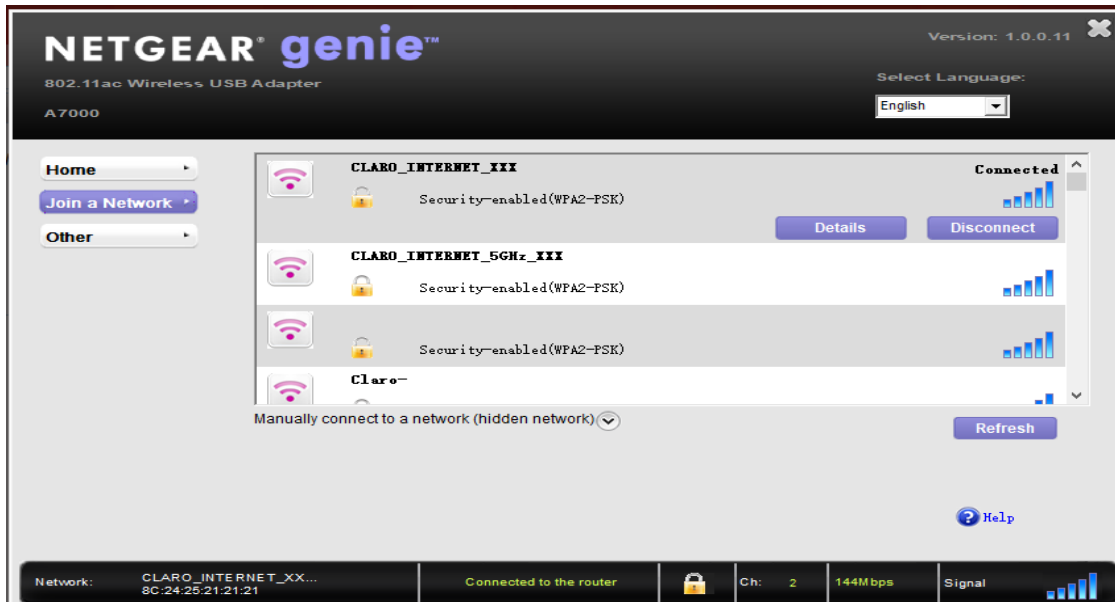 NETGEAR® genie™
Version: 1.0.0.11
802.11ac Wireless USB Adapter
Select Language:
A7000
English
Home
Join a Network
Other
CLARO_INTERNET_XXX
Connected
Security-enabled(WPA2-PSK)
Details
Disconnect
CLARO_INTERNET_5GHz_XXX
Security-enabled(WPA2-PSK)
Security-enabled(WPA2-PSK)
Claro-
Manually connect to a network (hidden network)
Refresh
Help
Network:
CLARO_INTERNET_XX...
8C:24:25:21:21:21
Connected to the router
Ch: 2
144Mbps
Signal